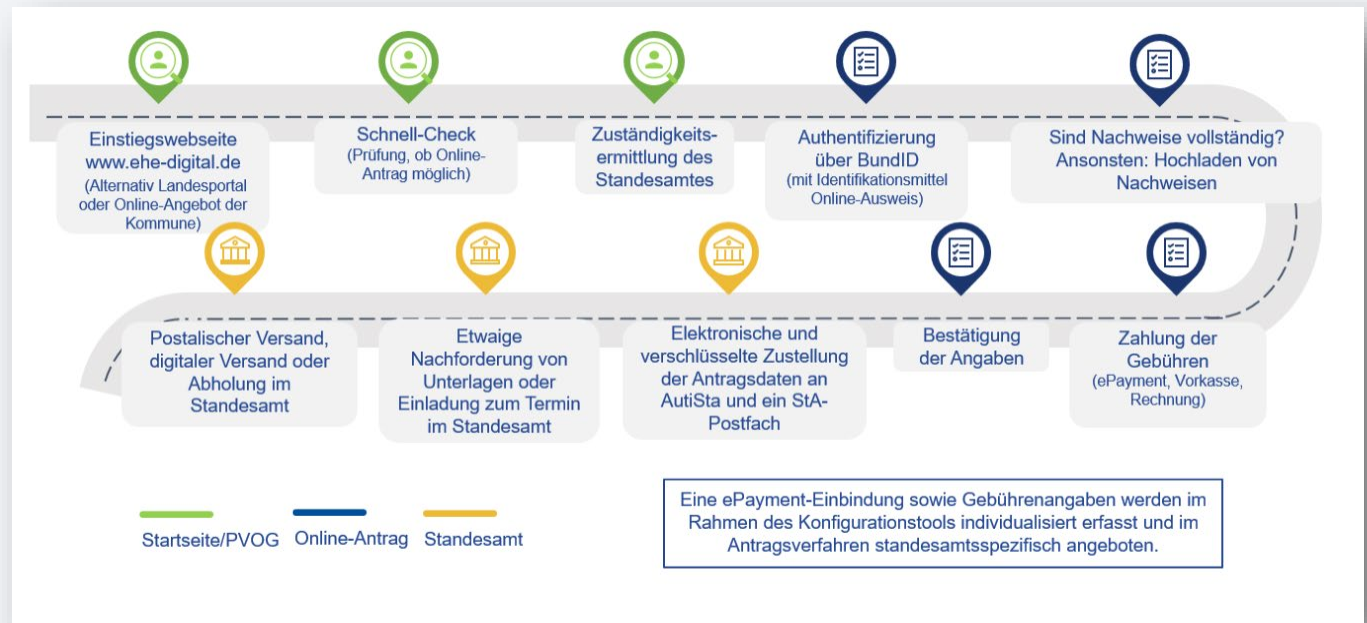 Einstiegswebseite
www.ehe-digital.de
(Alternativ Landesportal
oder Online-Angebot der
Kommune)
Schnell-Check
(Prüfung, ob Online-
Antrag möglich)
Zuständigkeits-
ermittlung des
Standesamtes
Authentifizierung
über BundID
(mit Identifikationsmittel
Online-Ausweis)
Sind Nachweise vollständig?
Ansonsten: Hochladen von
Nachweisen
Postalischer Versand,
digitaler Versand oder
Abholung im
Standesamt
Etwaige
Nachforderung von
Unterlagen oder
Einladung zum Termin
im Standesamt
Elektronische und
verschlüsselte Zustellung
der Antragsdaten an
AutiSta und ein StA-
Postfach
Bestätigung
der Angaben
Zahlung der
Gebühren
(ePayment, Vorkasse,
Rechnung)
Startseite/PVOG
Online-Antrag
Standesamt
Eine ePayment-Einbindung sowie Gebührenangaben werden im
Rahmen des Konfigurationstools individualisiert erfasst und im
Antragsverfahren standesamtsspezifisch angeboten.